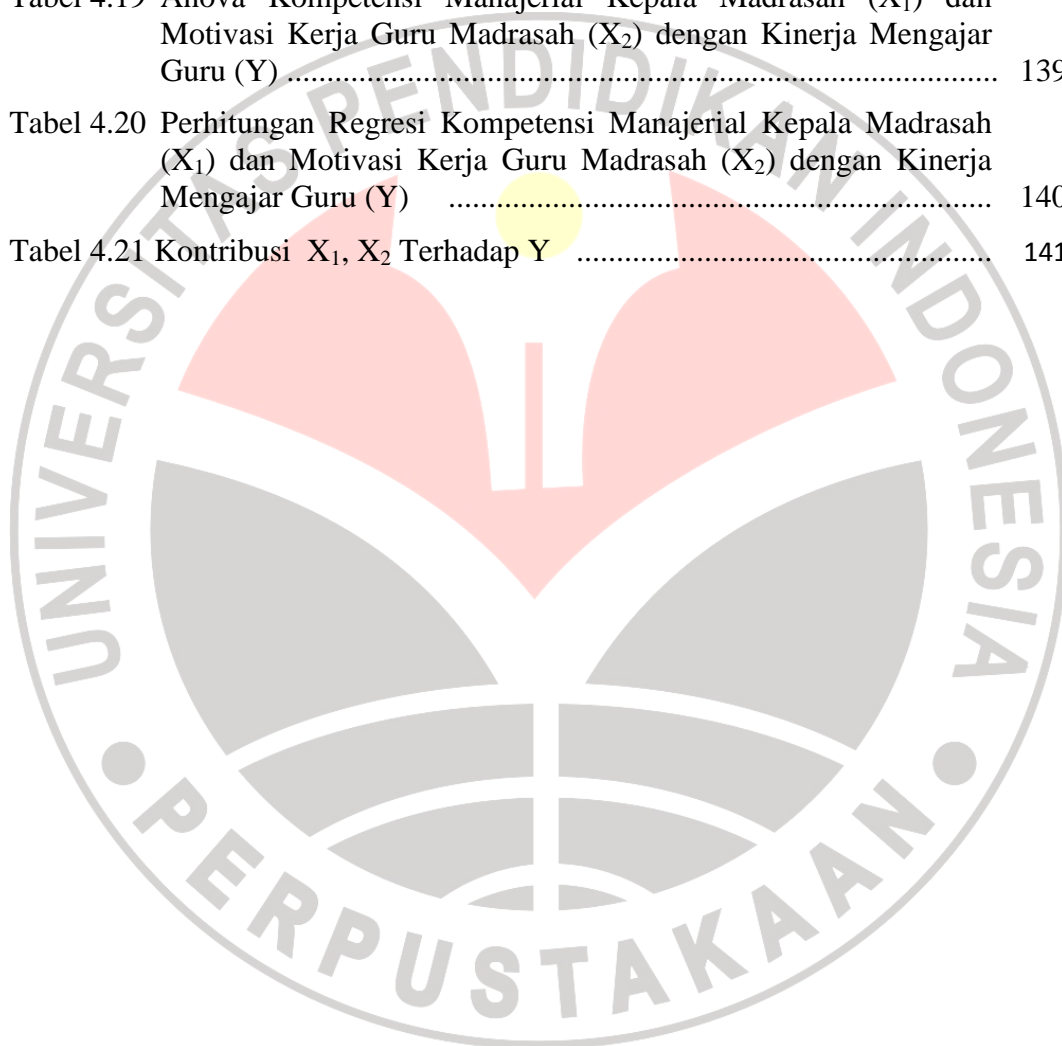 Tabel 4.19 Anova Kompetensi Manajerial Kepala Madrasah (X₁) dan
Motivasi Kerja Guru Madrasah (X₂) dengan Kinerja Mengajar
Guru (Y) .................................................................................. 139
Tabel 4.20 Perhitungan Regresi Kompetensi Manajerial Kepala Madrasah
(X₁) dan Motivasi Kerja Guru Madrasah (X₂) dengan Kinerja
Mengajar Guru (Y) ............................................................... 140
Tabel 4.21 Kontribusi X₁, X₂ Terhadap Y ................................................ 141
UNIVERSITAS PENDIDIKAN INDONESIA
PERPUSTAKAAN